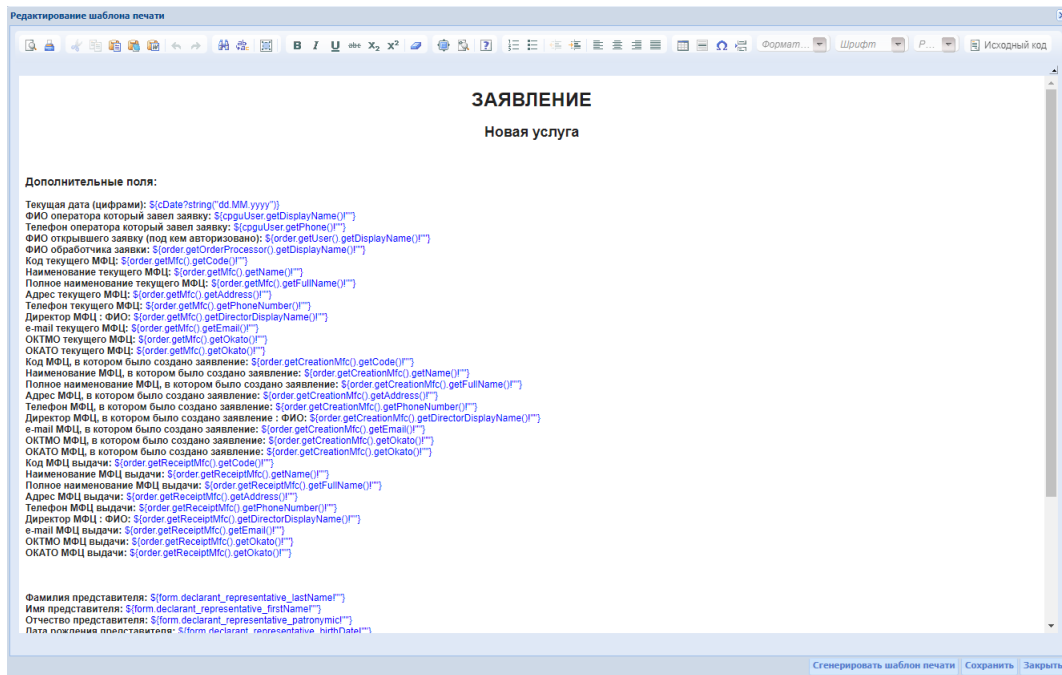 Редактирование шаблона печати
B I U abc X₂ X² Формат... Шрифт Р... Исходный код
ЗАЯВЛЕНИЕ
Новая услуга
Дополнительные поля:
Текущая дата (цифрами): ${cDate?string("dd.MM.yyyy")}
ФИО оператора который завел заявку: ${cpguUser.getDisplayName()!""}
Телефон оператора который завел заявку: ${cpguUser.getPhone()!""}
ФИО открывшего заявку (под кем авторизовано): ${order.getUser().getDisplayName()!""}
ФИО обработчика заявки: ${order.getOrderProcessor().getDisplayName()!""}
Код текущего МФЦ: ${order.getMfc().getCode()!""}
Наименование текущего МФЦ: ${order.getMfc().getName()!""}
Полное наименование текущего МФЦ: ${order.getMfc().getFullName()!""}
Адрес текущего МФЦ: ${order.getMfc().getAddress()!""}
Телефон текущего МФЦ: ${order.getMfc().getPhoneNumber()!""}
Директор МФЦ : ФИО: ${order.getMfc().getDirectorDisplayName()!""}
e-mail текущего МФЦ: ${order.getMfc().getEmail()!""}
ОКТМО текущего МФЦ: ${order.getMfc().getOkato()!""}
ОКАТО текущего МФЦ: ${order.getMfc().getOkato()!""}
Код МФЦ, в котором было создано заявление: ${order.getCreationMfc().getCode()!""}
Наименование МФЦ, в котором было создано заявление: ${order.getCreationMfc().getName()!""}
Полное наименование МФЦ, в котором было создано заявление: ${order.getCreationMfc().getFullName()!""}
Адрес МФЦ, в котором было создано заявление: ${order.getCreationMfc().getAddress()!""}
Телефон МФЦ, в котором было создано заявление: ${order.getCreationMfc().getPhoneNumber()!""}
Директор МФЦ, в котором было создано заявление : ФИО: ${order.getCreationMfc().getDirectorDisplayName()!""}
e-mail МФЦ, в котором было создано заявление: ${order.getCreationMfc().getEmail()!""}
ОКТМО МФЦ, в котором было создано заявление: ${order.getCreationMfc().getOkato()!""}
ОКАТО МФЦ, в котором было создано заявление: ${order.getCreationMfc().getOkato()!""}
Код МФЦ выдачи: ${order.getReceiptMfc().getCode()!""}
Наименование МФЦ выдачи: ${order.getReceiptMfc().getName()!""}
Полное наименование МФЦ выдачи: ${order.getReceiptMfc().getFullName()!""}
Адрес МФЦ выдачи: ${order.getReceiptMfc().getAddress()!""}
Телефон МФЦ выдачи: ${order.getReceiptMfc().getPhoneNumber()!""}
Директор МФЦ : ФИО: ${order.getReceiptMfc().getDirectorDisplayName()!""}
e-mail МФЦ выдачи: ${order.getReceiptMfc().getEmail()!""}
ОКТМО МФЦ выдачи: ${order.getReceiptMfc().getOkato()!""}
ОКАТО МФЦ выдачи: ${order.getReceiptMfc().getOkato()!""}
Фамилия представителя: ${form.declarant_representative_lastName!""}
Имя представителя: ${form.declarant_representative_firstName!""}
Отчество представителя: ${form.declarant_representative_patronymic!""}
Дата рождения представителя: ${form.declarant_representative_birthDate!""}
Сгенерировать шаблон печати Сохранить Закрыть